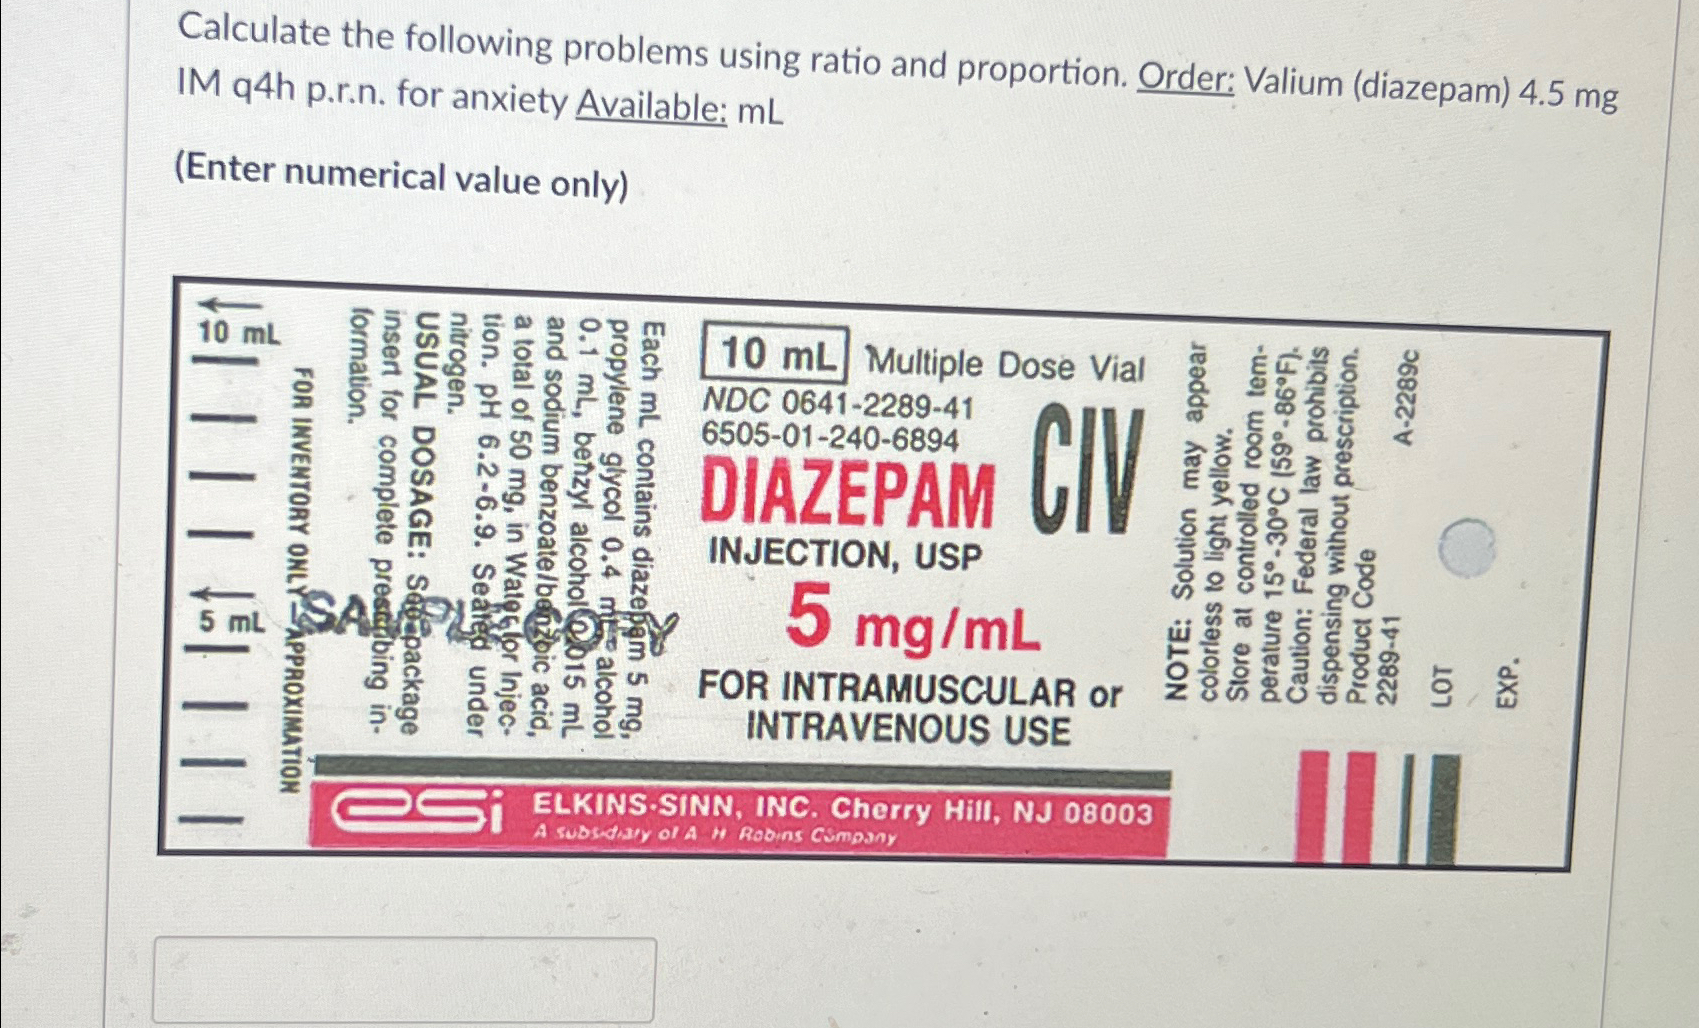 Calculate the following problems using ratio and proportion. Order: Valium (diazepam) 4.5 mg
IM q4h p.r.n. for anxiety Available: mL
(Enter numerical value only)
10 mL
5 mL
FOR INVENTORY ONLY—APPROXIMATION
Each mL contains diazepam 5 mg,
propylene glycol 0.4 mL, alcohol
0.1 mL, benzyl alcohol 0.015 mL
and sodium benzoate/benzoic acid,
a total of 50 mg, in Water for Injec-
tion. pH 6.2-6.9. Sealed under
nitrogen.
USUAL DOSAGE: See package
insert for complete prescribing in-
formation.
SAMPLE COPY
10 mL Multiple Dose Vial
NDC 0641-2289-41
6505-01-240-6894
DIAZEPAM CIV
INJECTION, USP
5 mg/mL
FOR INTRAMUSCULAR or
INTRAVENOUS USE
esi ELKINS-SINN, INC. Cherry Hill, NJ 08003
A subsidiary of A H Robins Company
NOTE: Solution may appear
colorless to light yellow.
Store at controlled room tem-
perature 15°-30°C (59°-86°F).
Caution: Federal law prohibits
dispensing without prescription.
Product Code
2289-41 A-2289c
LOT
EXP.